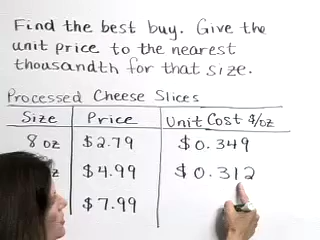 Find the best buy. Give the
unit price to the nearest
thousandth for that size.
Processed Cheese Slices
Size Price Unit Cost $/oz
8 oz $2.79 $0.349
oz $4.99 $0.312
$7.99